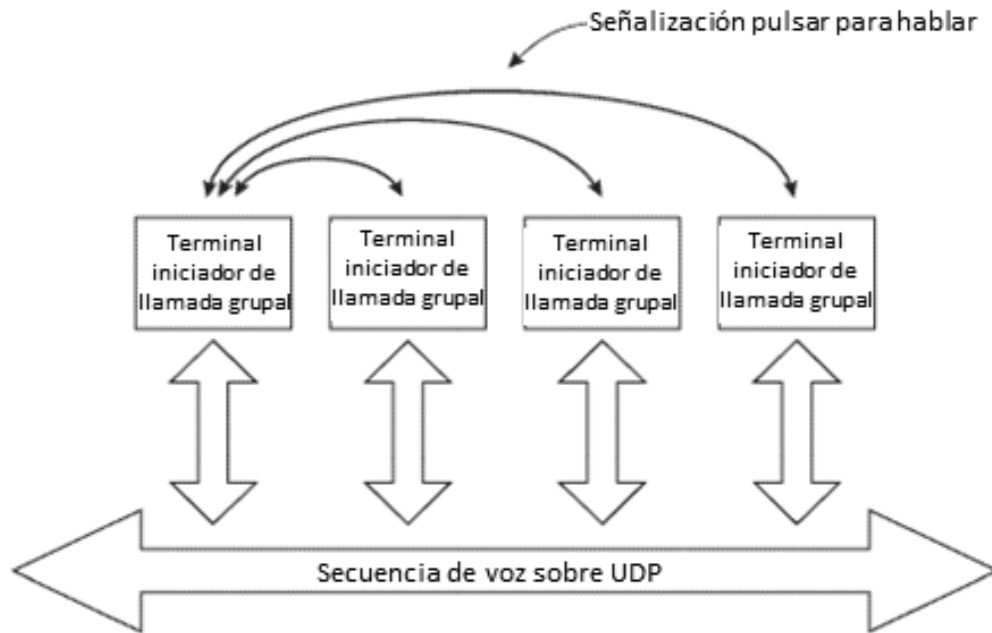 Señalización pulsar para hablar
Terminal
iniciador de
llamada grupal
Terminal
iniciador de
llamada grupal
Terminal
iniciador de
llamada grupal
Terminal
iniciador de
llamada grupal
Secuencia de voz sobre UDP